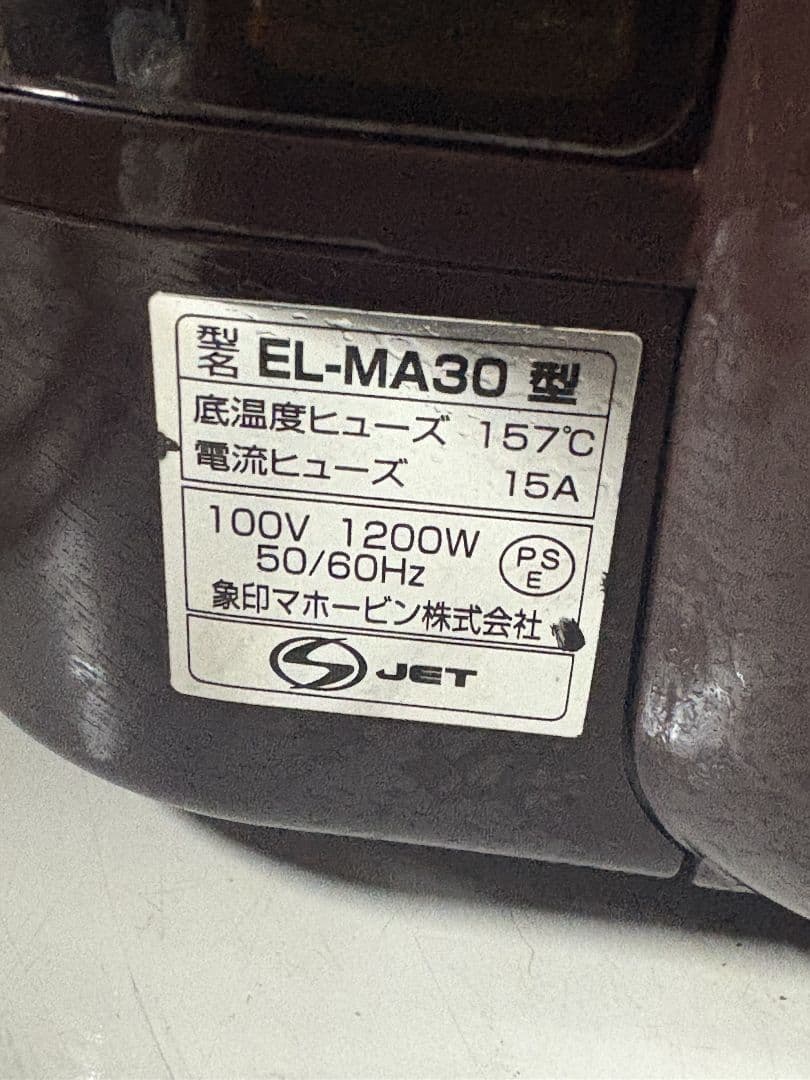 型名 EL-MA30 型
底温度ヒューズ 157℃
電流ヒューズ 15A
100V 1200W
50/60Hz
PSE
象印マホービン株式会社
S JET